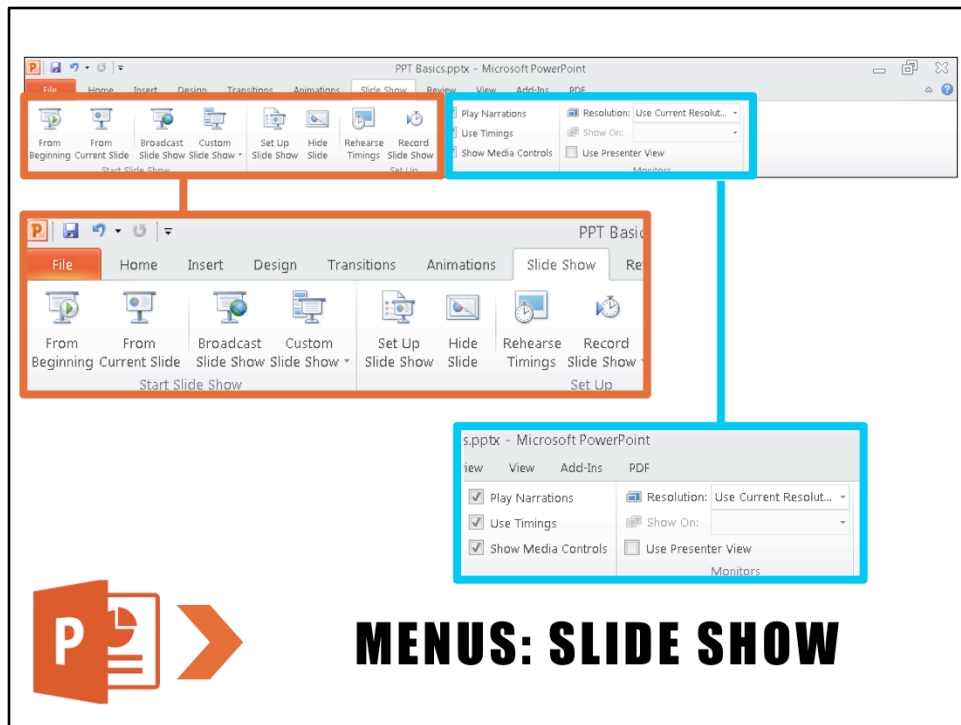 PPT Basics.pptx - Microsoft PowerPoint
File Home Insert Design Transitions Animations Slide Show Review View Add-Ins PDF
From Beginning
From Current Slide
Broadcast Slide Show
Custom Slide Show
Set Up Slide Show
Hide Slide
Rehearse Timings
Record Slide Show
Play Narrations
Use Timings
Show Media Controls
Resolution: Use Current Resolut...
Show On:
Use Presenter View
Start Slide Show
Set Up
Monitors
PPT Basic
File Home Insert Design Transitions Animations Slide Show Re
From Beginning
From Current Slide
Broadcast Slide Show
Custom Slide Show
Set Up Slide Show
Hide Slide
Rehearse Timings
Record Slide Show
Start Slide Show
Set Up
s.pptx - Microsoft PowerPoint
iew View Add-Ins PDF
Play Narrations
Use Timings
Show Media Controls
Resolution: Use Current Resolut...
Show On:
Use Presenter View
Monitors
P
MENUS: SLIDE SHOW